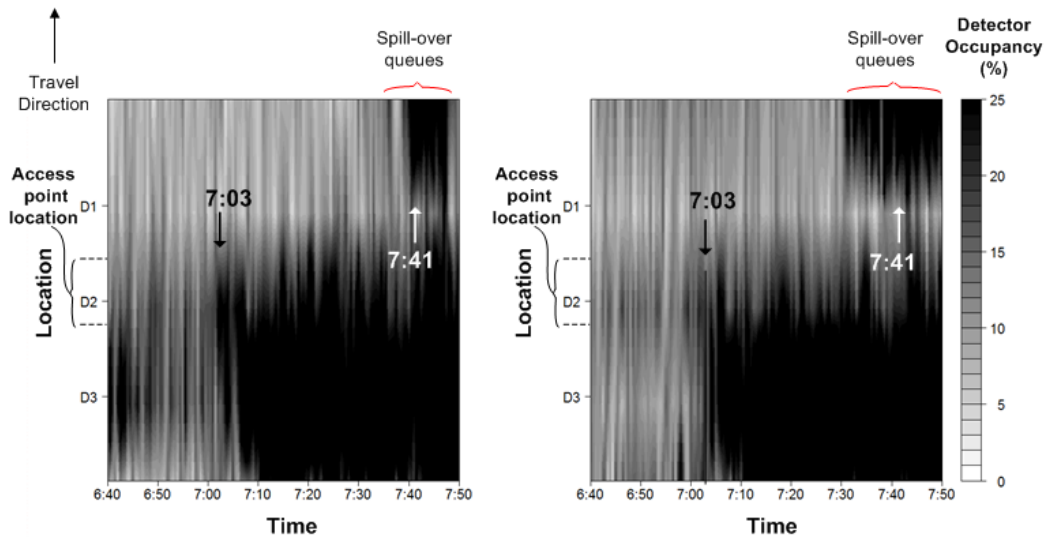 Travel
Direction
Spill-over
queues
Access
point
location
Location
D1
D2
D3
7:03
7:41
6:40
6:50
7:00
7:10
7:20
7:30
7:40
7:50
Time
Spill-over
queues
Access
point
location
Location
D1
D2
D3
7:03
7:41
6:40
6:50
7:00
7:10
7:20
7:30
7:40
7:50
Time
Detector
Occupancy
(%)
25
20
15
10
5
0